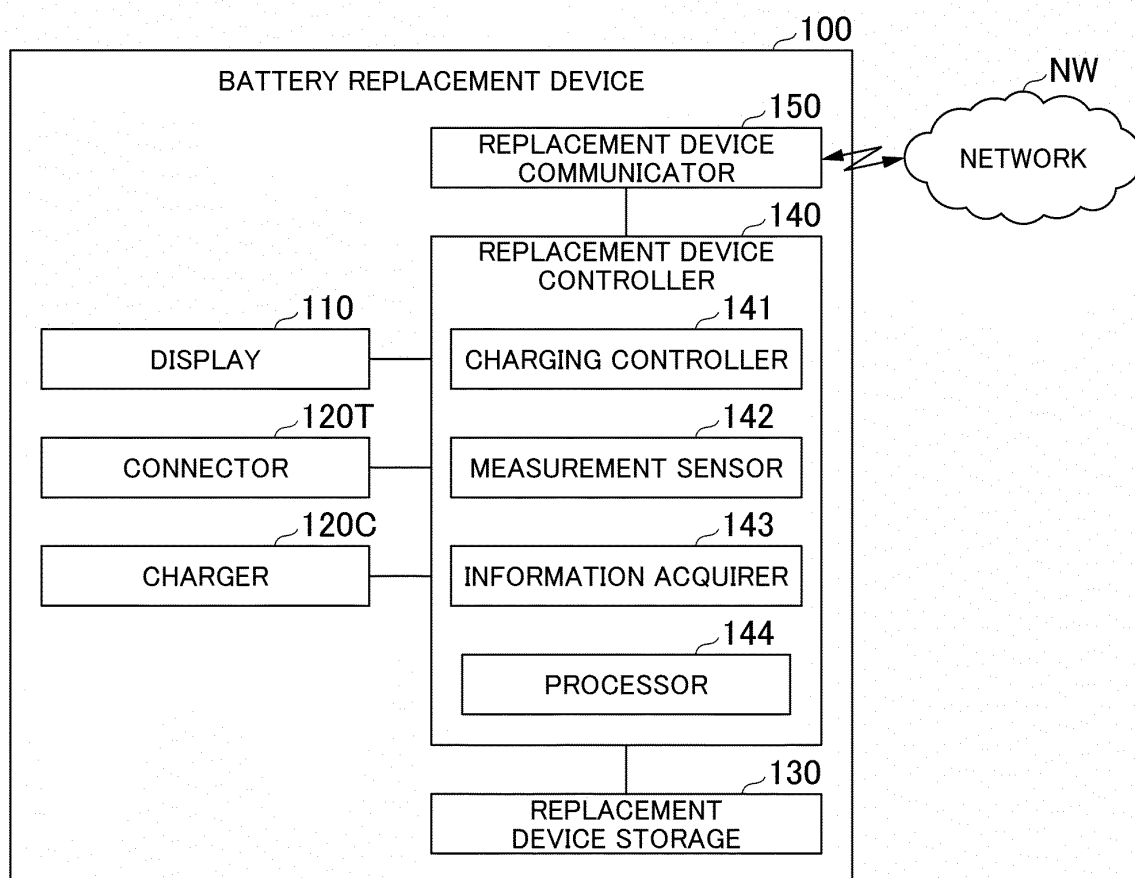 100
BATTERY REPLACEMENT DEVICE
NW
NETWORK
150
REPLACEMENT DEVICE
COMMUNICATOR
140
REPLACEMENT DEVICE
CONTROLLER
110
DISPLAY
141
CHARGING CONTROLLER
120T
CONNECTOR
142
MEASUREMENT SENSOR
120C
CHARGER
143
INFORMATION ACQUIRER
144
PROCESSOR
130
REPLACEMENT
DEVICE STORAGE